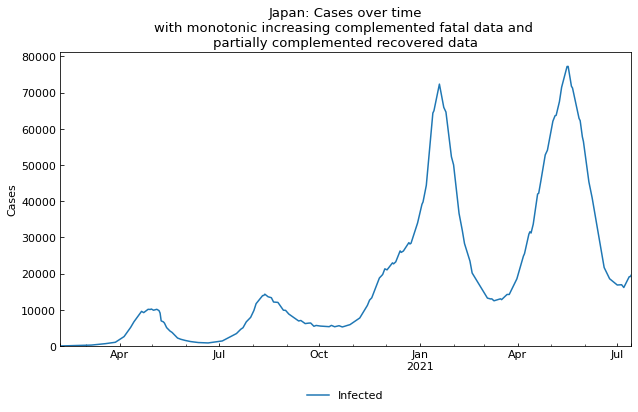 Japan: Cases over time
with monotonic increasing complemented fatal data and
partially complemented recovered data
80000
70000
60000
50000
40000
30000
20000
10000
0
Cases
Apr Jul Oct Jan Apr Jul
2021
Infected